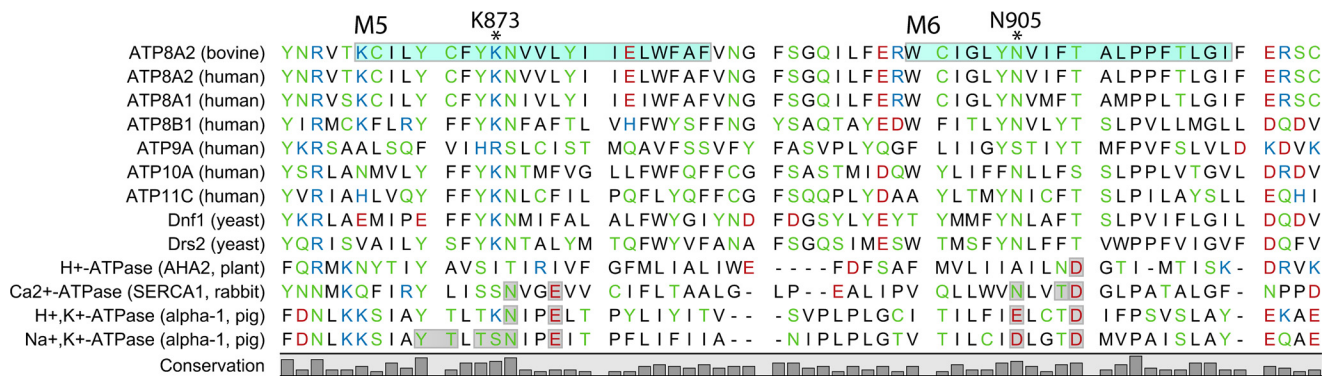 M5 K873 M6 N905
* *
ATP8A2 (bovine) YNRVTKCILY CFYKNVVLYI IELWFAFVNG FSGQILFERW CIGLYNVIFT ALPPFTLGIF ERSC
ATP8A2 (human) YNRVTKCILY CFYKNVVLYI IELWFAFVNG FSGQILFERW CIGLYNVIFT ALPPFTLGIF ERSC
ATP8A1 (human) YNRVSKCILY CFYKNIVLYI IEIWFAFVNG FSGQILFERW CIGLYNVMFT AMPPLTLGIF ERSC
ATP8B1 (human) YIRMCKFLRY FFYKNFAFTL VHFWYSFFNG YSAQTAYEDW FITLYNVLYT SLPVLLMGLL DQDV
ATP9A (human) YKRSAALSQF VIHRSLCIST MQAVFSSVFY FASVPLYQGF LIIGYSTIYT MFPVFSLVLD KDVK
ATP10A (human) YSRLANMVLY FFYKNTMFVG LLFWFQFFCG FSASTMIDQW YLIFFNLLFS SLPPLVTGVL DRDV
ATP11C (human) YVRIAHLVQY FFYKNLCFIL PQFLYQFFCG FSQQPLYDAA YLTMYNICFT SLPILAYSLL EQHI
Dnf1 (yeast) YKRLAEMIPE FFYKNMIFAL ALFWYGIYND FDGSYLYEYT YMMFYNLAFT SLPVIFLGIL DQDV
Drs2 (yeast) YQRISVAILY SFYKNTALYM TQFWYVFANA FSGQSIMESW TMSFYNLFFT VWPPFVIGVF DQFV
H+-ATPase (AHA2, plant) FQRMKNYTIY AVSITIRIVF GFMLIALIWE ----FDFSAF MVLIIAILND GTI-MTISK- DRVK
Ca2+-ATPase (SERCA1, rabbit) YNNMKQFIRY LISSNVGEVV CIFLTAALG- LP--EALIPV QLLWVNLVTD GLPATALGF- NPPD
H+,K+-ATPase (alpha-1, pig) FDNLKKSIAY TLTKNIPELT PYLIYITV-- -SVPLPLGCI TILFIELCTD IFPSVSLAY- EKAE
Na+,K+-ATPase (alpha-1, pig) FDNLKKSIAY TLTSNIPEIT PFLIFIIA-- -NIPLPLGTV TILCIDLGTD MVPAISLAY- EQAE
Conservation